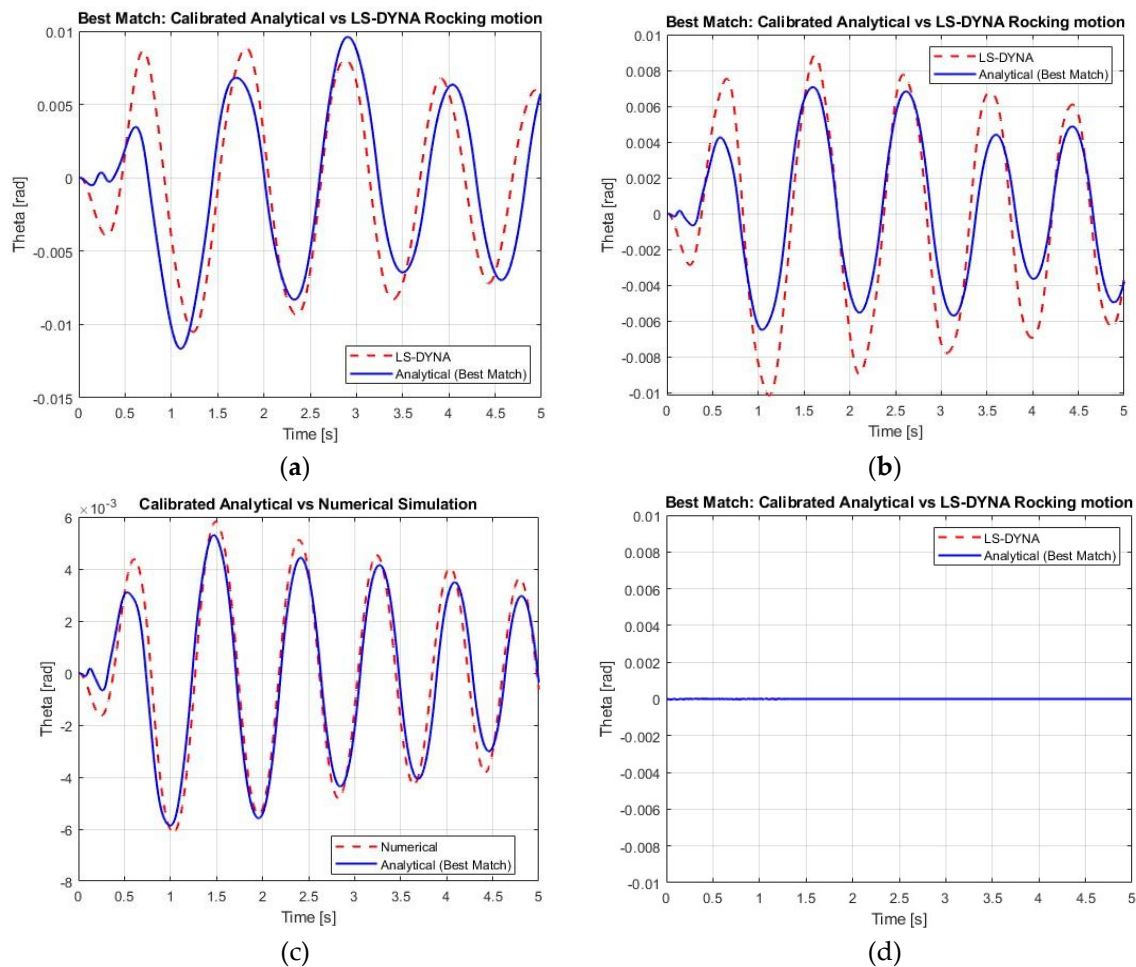 Best Match: Calibrated Analytical vs LS-DYNA Rocking motion
0.01
0.005
0
-0.005
-0.01
-0.015
Theta [rad]
LS-DYNA
Analytical (Best Match)
0 0.5 1 1.5 2 2.5 3 3.5 4 4.5 5
Time [s]
(a)
Best Match: Calibrated Analytical vs LS-DYNA Rocking motion
0.01
0.008
0.006
0.004
0.002
0
-0.002
-0.004
-0.006
-0.008
-0.01
Theta [rad]
LS-DYNA
Analytical (Best Match)
0 0.5 1 1.5 2 2.5 3 3.5 4 4.5 5
Time [s]
(b)
Calibrated Analytical vs Numerical Simulation
×10⁻³
6
4
2
0
-2
-4
-6
-8
Theta [rad]
Numerical
Analytical (Best Match)
0 0.5 1 1.5 2 2.5 3 3.5 4 4.5 5
Time [s]
(c)
Best Match: Calibrated Analytical vs LS-DYNA Rocking motion
0.01
0.008
0.006
0.004
0.002
0
-0.002
-0.004
-0.006
-0.008
-0.01
Theta [rad]
LS-DYNA
Analytical (Best Match)
0 0.5 1 1.5 2 2.5 3 3.5 4 4.5 5
Time [s]
(d)